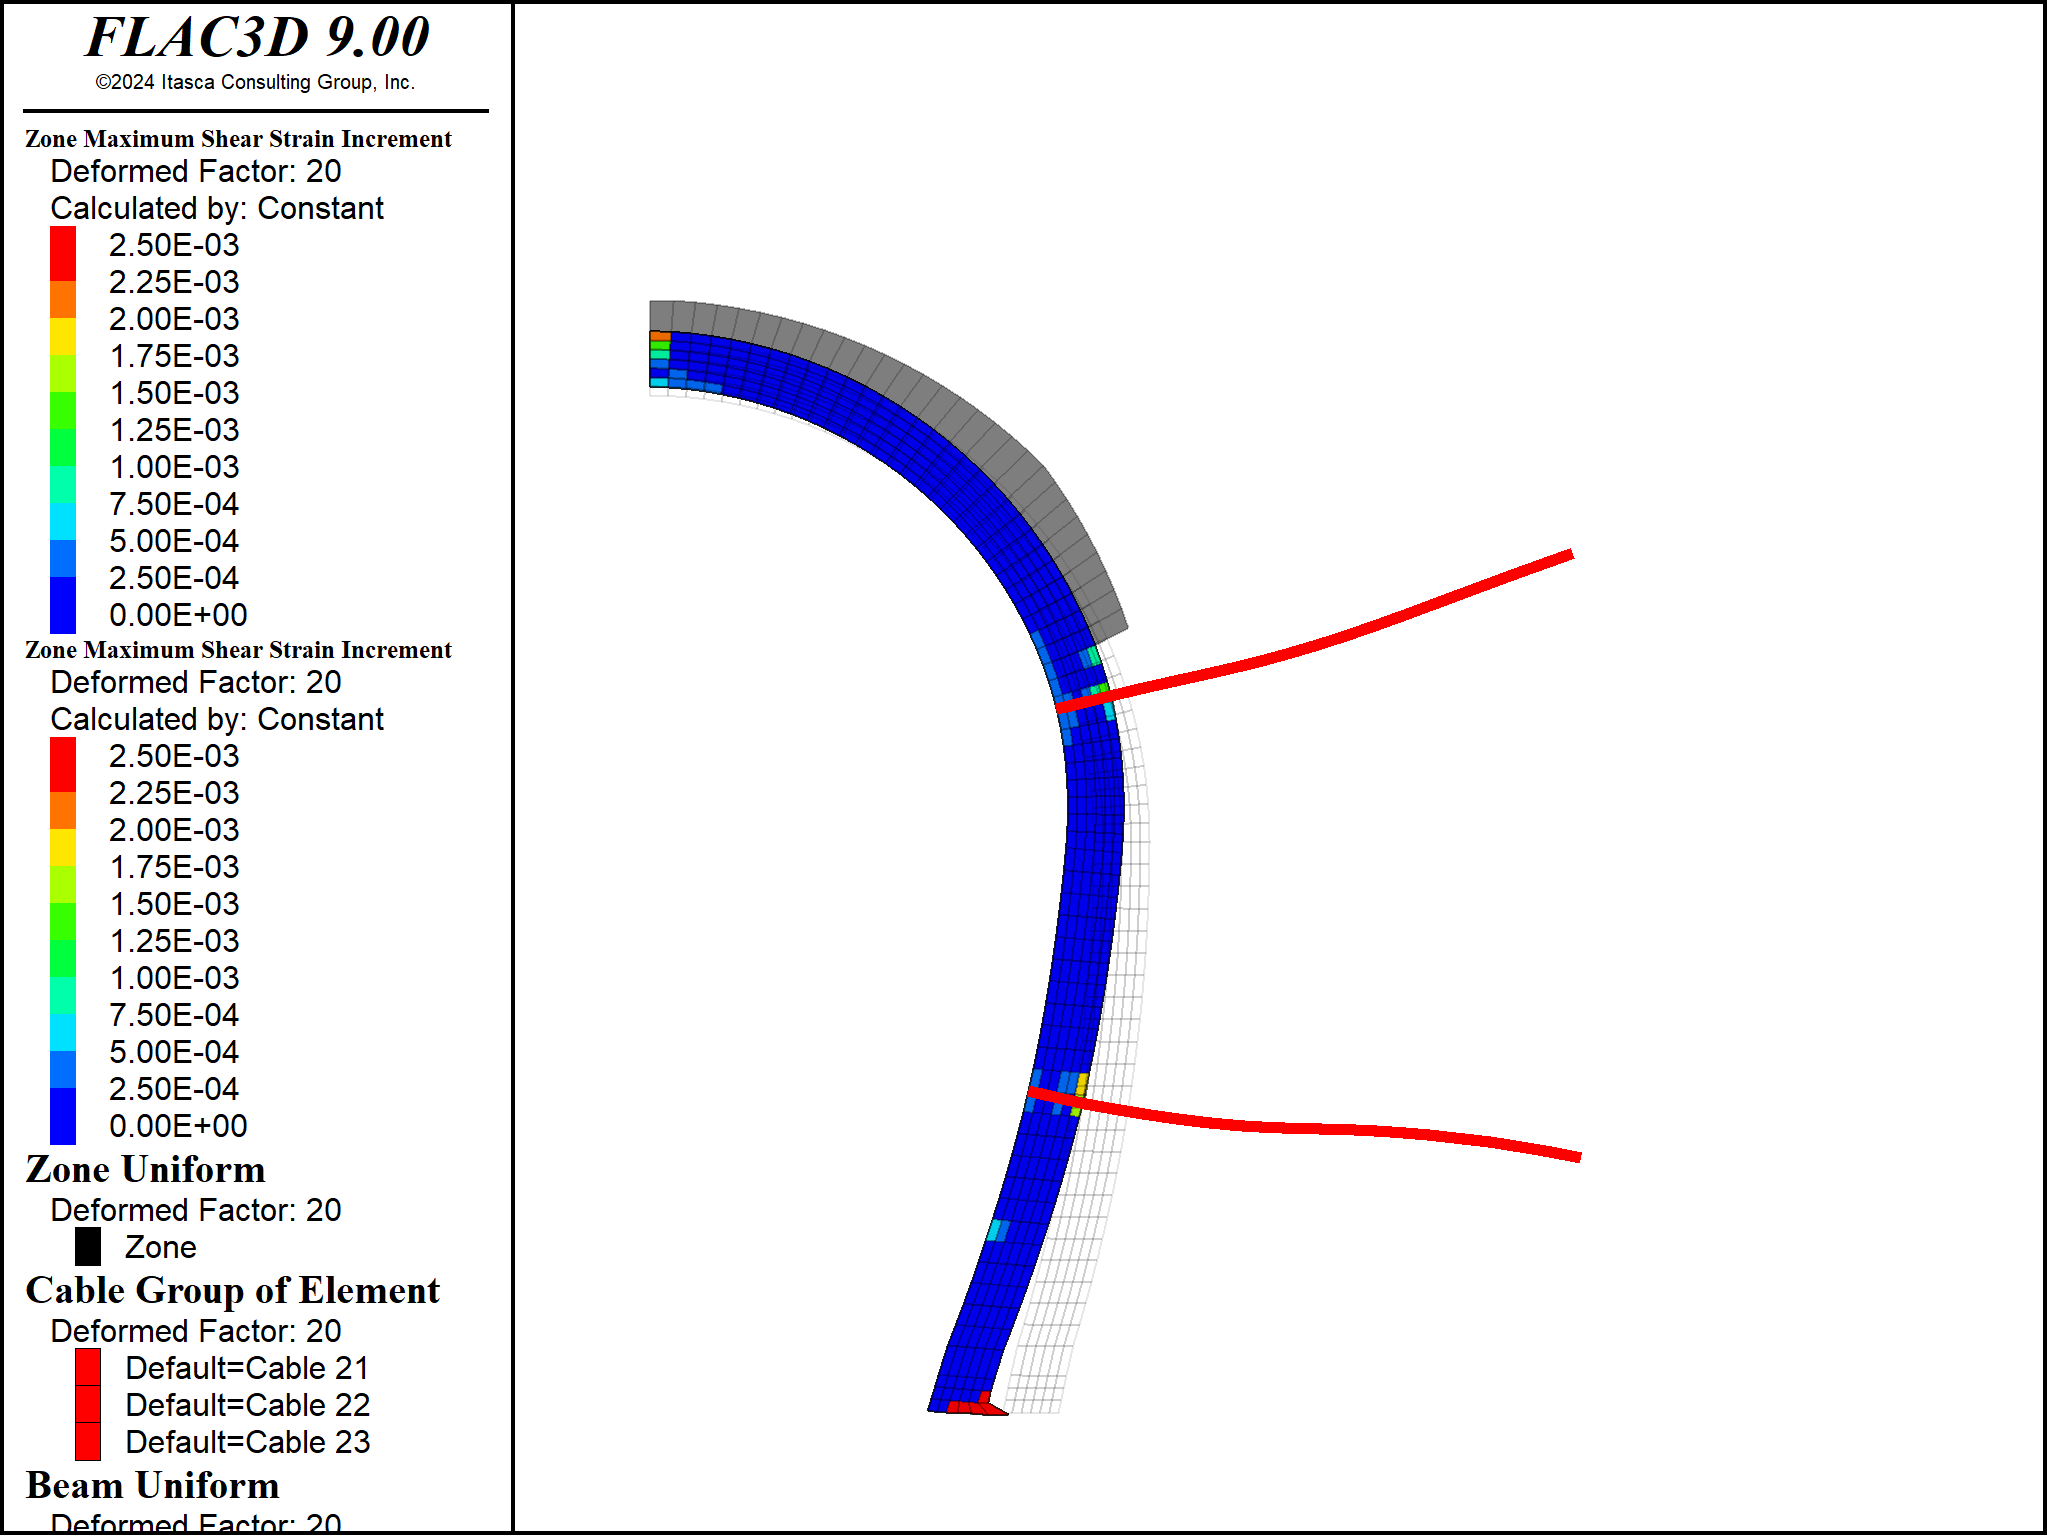 FLAC3D 9.00
©2024 Itasca Consulting Group, Inc.
Zone Maximum Shear Strain Increment
Deformed Factor: 20
Calculated by: Constant
2.50E-03
2.25E-03
2.00E-03
1.75E-03
1.50E-03
1.25E-03
1.00E-03
7.50E-04
5.00E-04
2.50E-04
0.00E+00
Zone Maximum Shear Strain Increment
Deformed Factor: 20
Calculated by: Constant
2.50E-03
2.25E-03
2.00E-03
1.75E-03
1.50E-03
1.25E-03
1.00E-03
7.50E-04
5.00E-04
2.50E-04
0.00E+00
Zone Uniform
Deformed Factor: 20
Zone
Cable Group of Element
Deformed Factor: 20
Default=Cable 21
Default=Cable 22
Default=Cable 23
Beam Uniform
Deformed Factor: 20